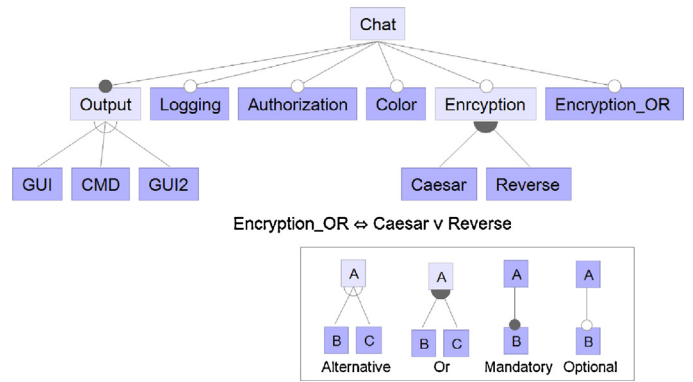 Chat
Output Logging Authorization Color Enrcyption Encryption_OR
GUI CMD GUI2 Caesar Reverse
Encryption_OR ⇔ Caesar v Reverse
A A A A
B C B C B B
Alternative Or Mandatory Optional